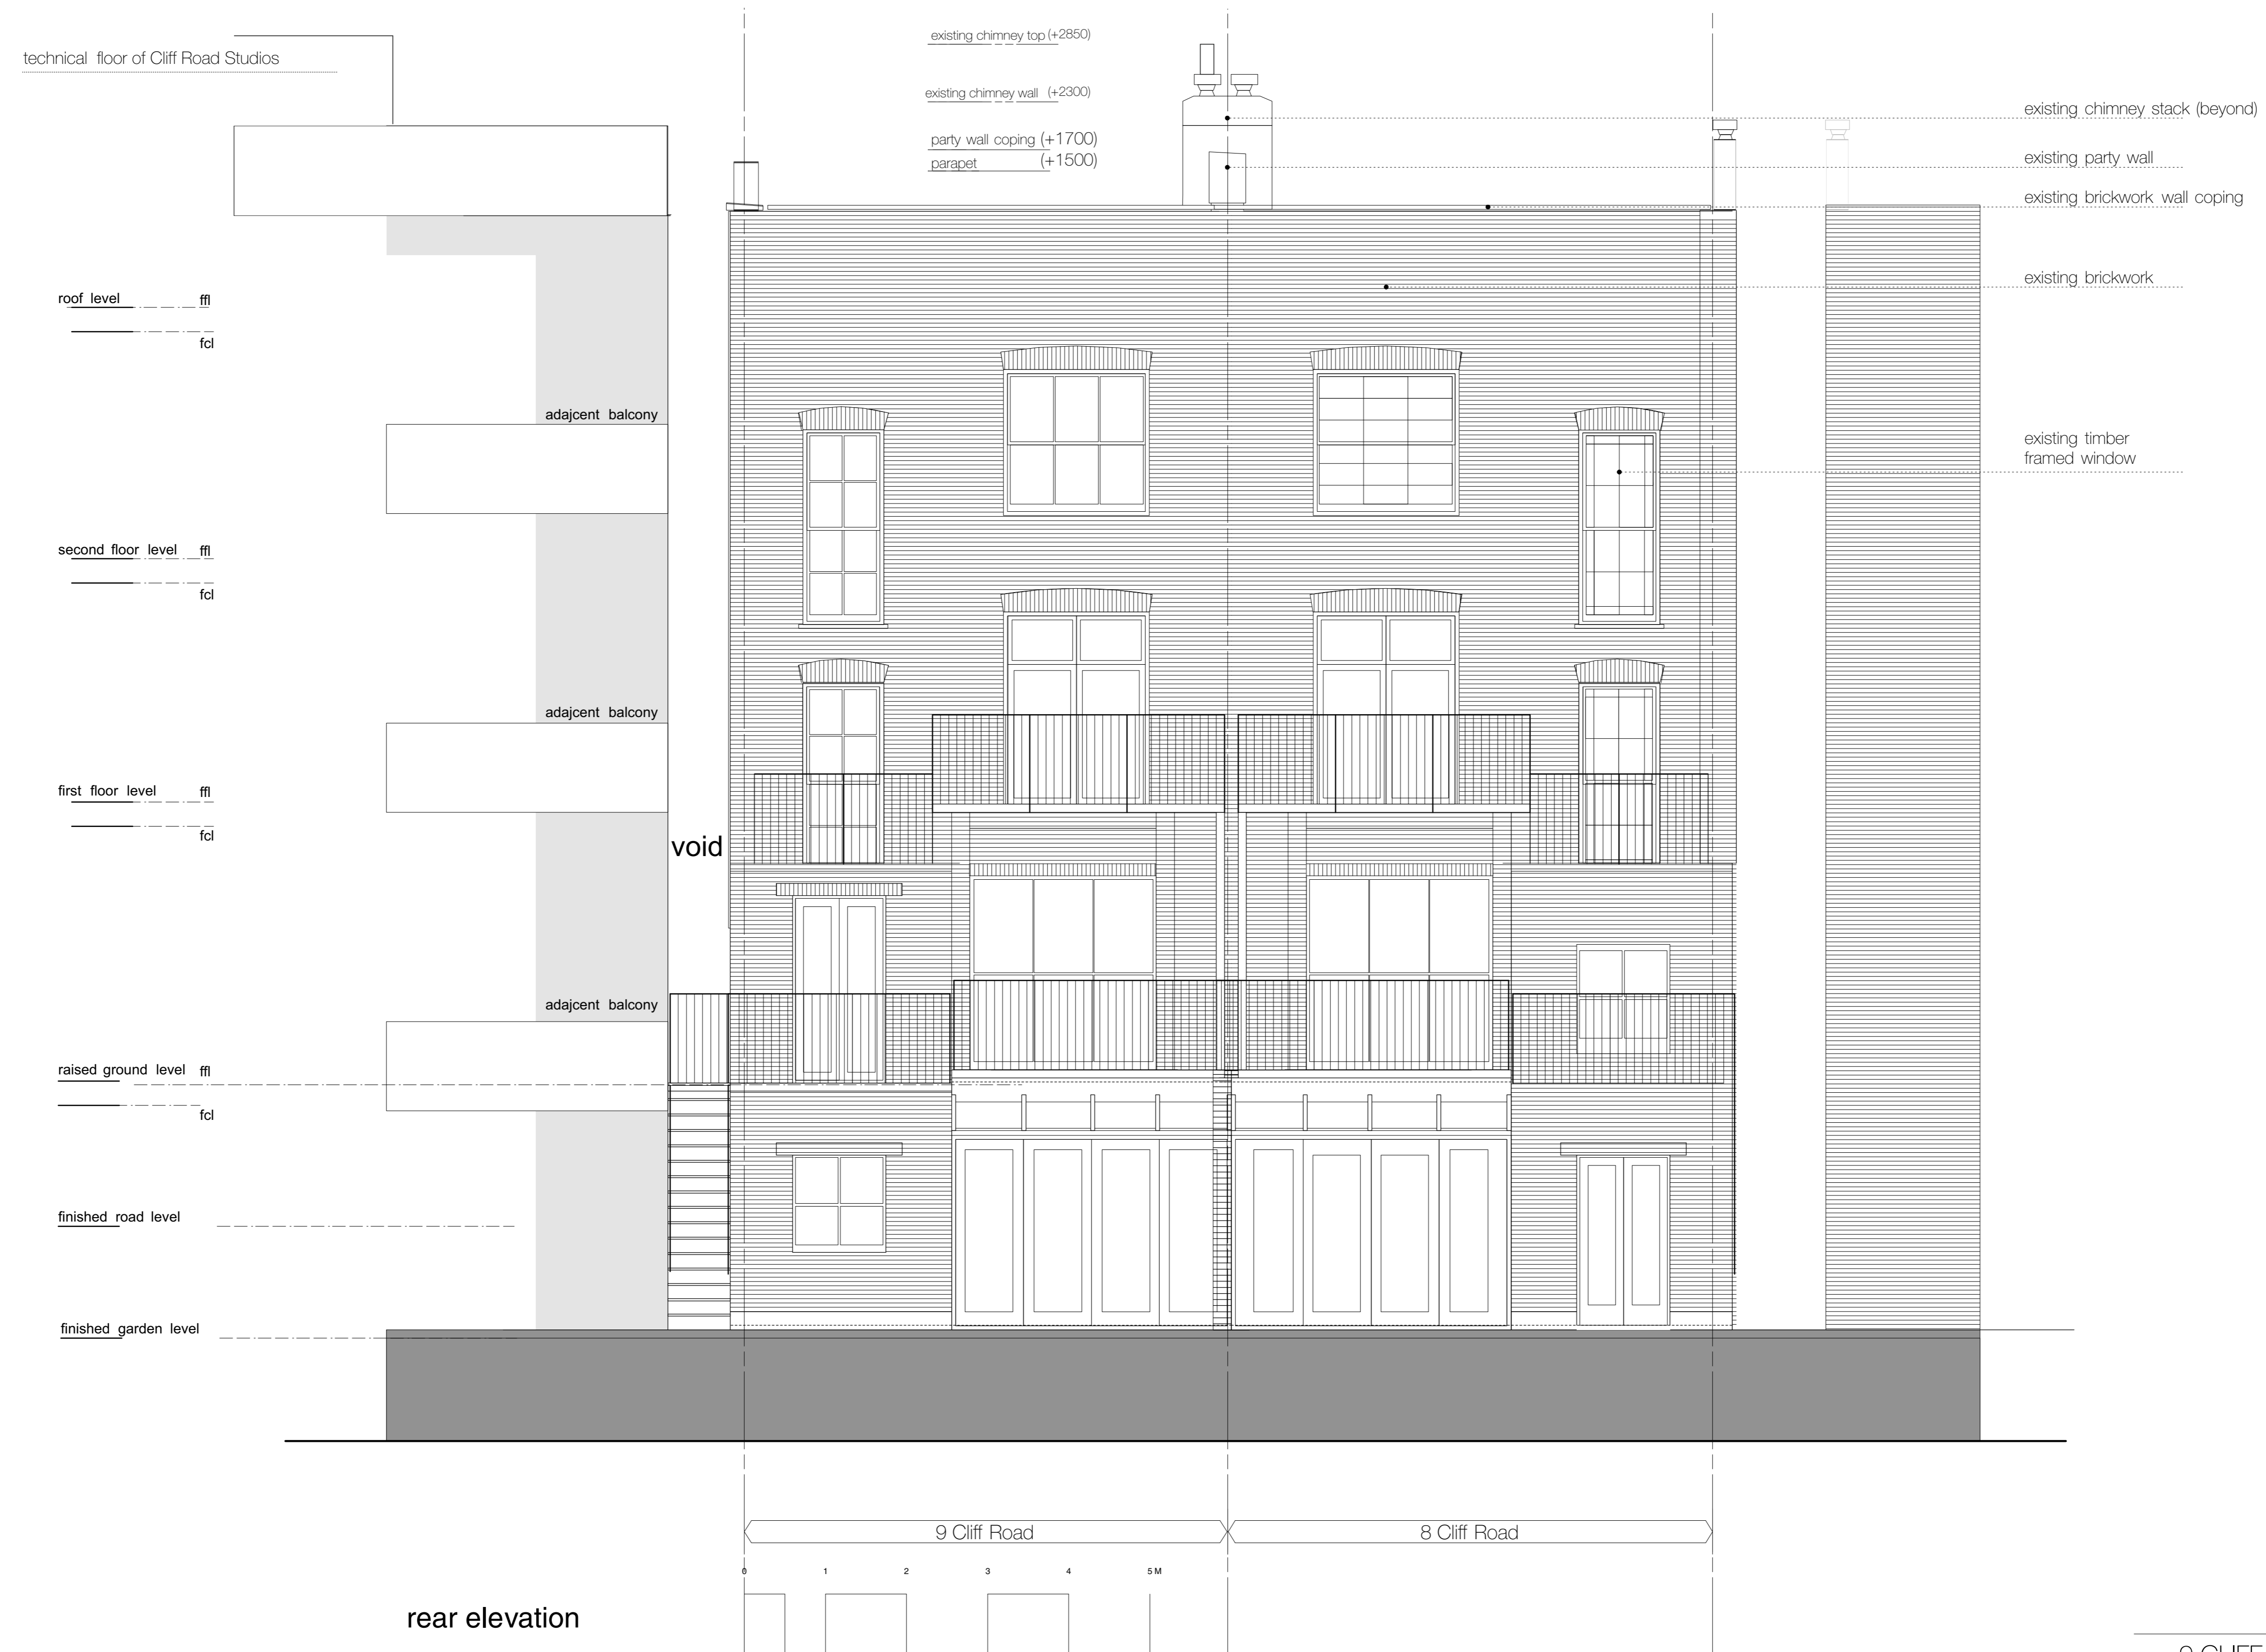 technical floor of Cliff Road Studios
existing chimney top (+2850)
existing chimney wall (+2300)
party wall coping (+1700)
parapet (+1500)
existing chimney stack (beyond)
existing party wall
existing brickwork wall coping
existing brickwork
existing timber
framed window
roof level ffl
fcl
adajcent balcony
second floor level ffl
fcl
adajcent balcony
first floor level ffl
fcl
void
adajcent balcony
raised ground level ffl
fcl
finished road level
finished garden level
9 Cliff Road
8 Cliff Road
0 1 2 3 4 5 M
rear elevation